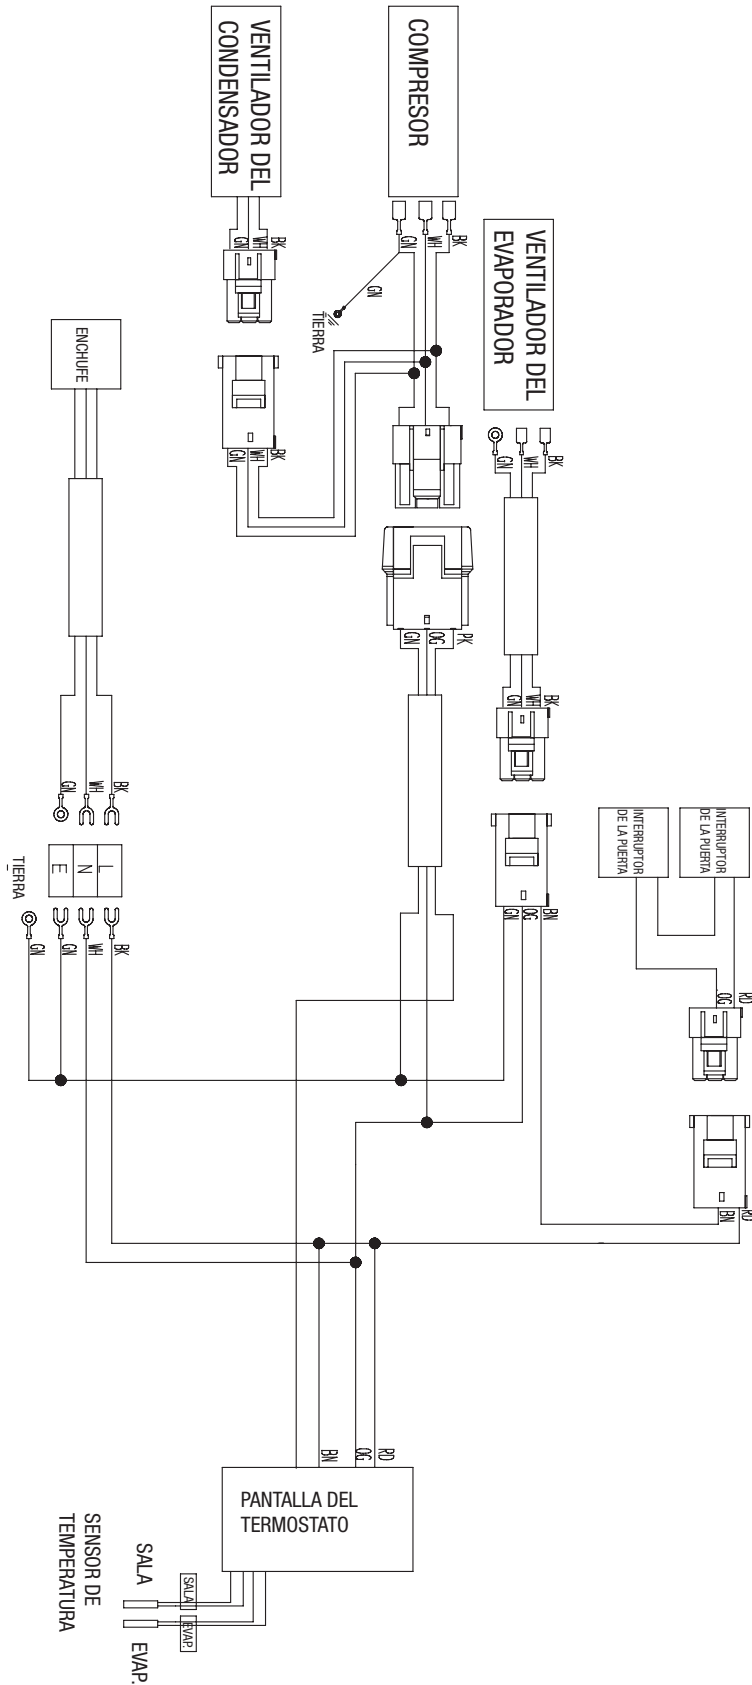 VENTILADOR DEL
CONDENSADOR
COMPRESOR
VENTILADOR DEL
EVAPORADOR
BK
WH
GN
BK
WH
GN
GN
TIERRA
ENCHUFE
BK
WH
GN
BK
WH
GN
PK
OG
GN
BK
WH
GN
BK
WH
GN
INTERRUPTOR
DE LA PUERTA
INTERRUPTOR
DE LA PUERTA
L
N
E
TIERRA
BK
WH
GN
GN
BN
OG
GN
RD
OG
RD
BN
BN
OG
RD
PANTALLA DEL
TERMOSTATO
SALA
EVAP.
SALA
EVAP.
SENSOR DE
TEMPERATURA